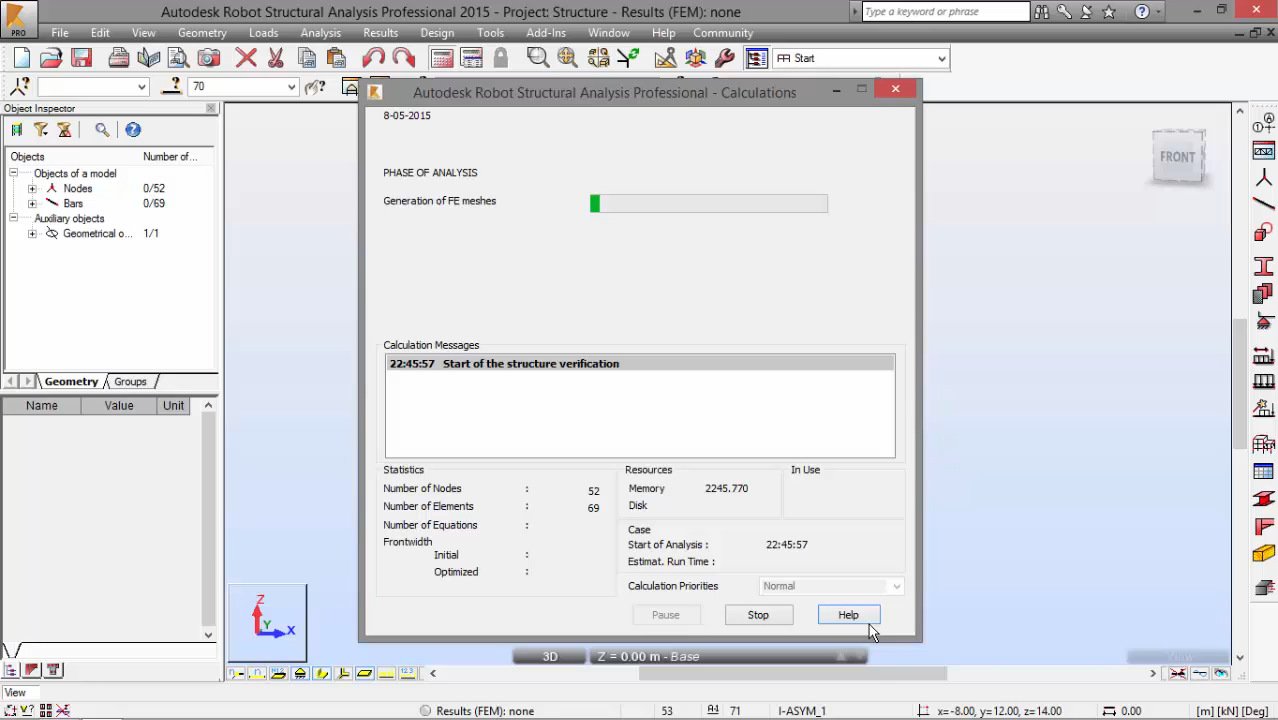 Autodesk Robot Structural Analysis Professional 2015 - Project: Structure - Results (FEM): none
Type a keyword or phrase
PRO
File Edit View Geometry Loads Analysis Results Design Tools Add-Ins Window Help Community
Start
70
Object Inspector
Objects Number of...
Objects of a model
Nodes 0/52
Bars 0/69
Auxiliary objects
Geometrical o... 1/1
Geometry Groups
Name Value Unit
Autodesk Robot Structural Analysis Professional - Calculations
8-05-2015
PHASE OF ANALYSIS
Generation of FE meshes
Calculation Messages
22:45:57 Start of the structure verification
Statistics
Number of Nodes : 52
Number of Elements : 69
Number of Equations :
Frontwidth
Initial :
Optimized :
Resources In Use
Memory 2245.770
Disk
Case
Start of Analysis : 22:45:57
Estimat. Run Time :
Calculation Priorities Normal
Pause Stop Help
FRONT
Z
Y
X
3D Z = 0.00 m - Base
View
View
Results (FEM): none 53 71 I-ASYM_1 x=-8.00, y=12.00, z=14.00 0.00 [m] [kN] [Deg]